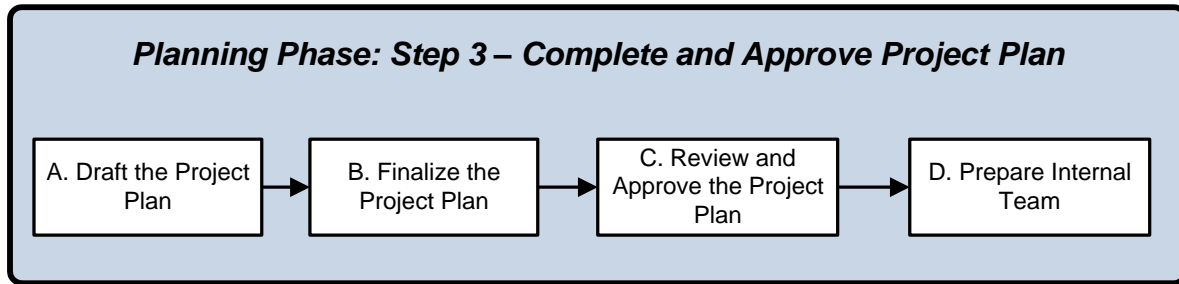 Planning Phase: Step 3 – Complete and Approve Project Plan
A. Draft the Project
Plan
B. Finalize the
Project Plan
C. Review and
Approve the Project
Plan
D. Prepare Internal
Team